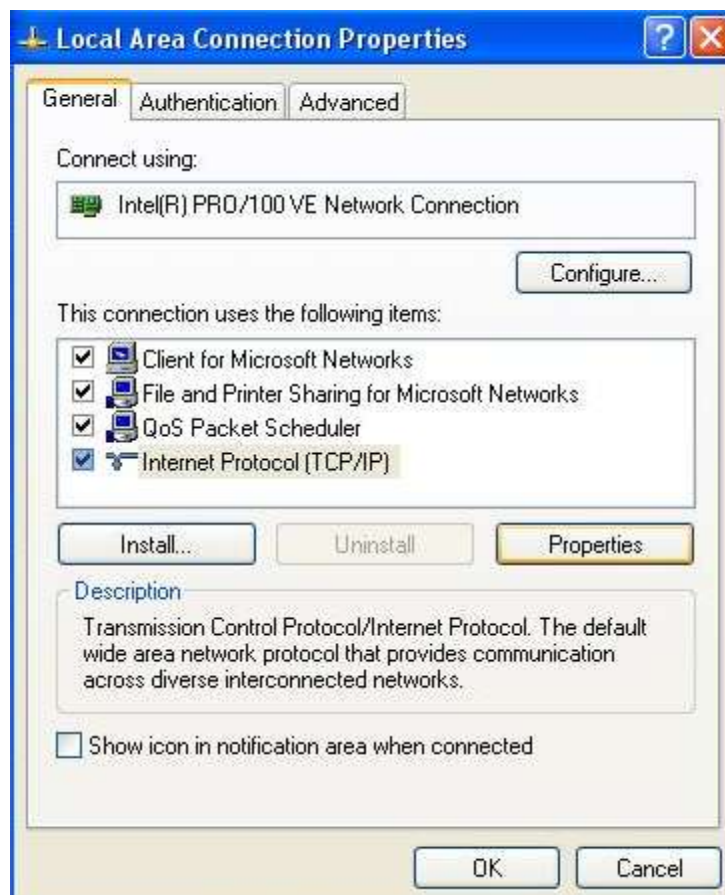 Local Area Connection Properties
General Authentication Advanced
Connect using:
Intel(R) PRO/100 VE Network Connection
Configure...
This connection uses the following items:
Client for Microsoft Networks
File and Printer Sharing for Microsoft Networks
QoS Packet Scheduler
Internet Protocol (TCP/IP)
Install... Uninstall Properties
Description
Transmission Control Protocol/Internet Protocol. The default
wide area network protocol that provides communication
across diverse interconnected networks.
Show icon in notification area when connected
OK Cancel